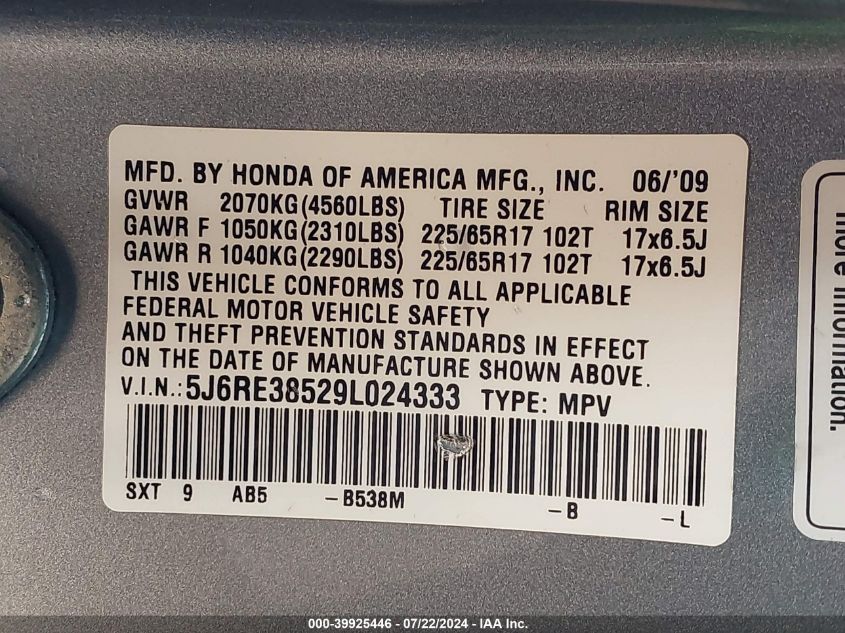 MFD. BY HONDA OF AMERICA MFG., INC. 06/'09
GVWR 2070KG(4560LBS) TIRE SIZE RIM SIZE
GAWR F 1050KG(2310LBS) 225/65R17 102T 17x6.5J
GAWR R 1040KG(2290LBS) 225/65R17 102T 17x6.5J
THIS VEHICLE CONFORMS TO ALL APPLICABLE
FEDERAL MOTOR VEHICLE SAFETY
AND THEFT PREVENTION STANDARDS IN EFFECT
ON THE DATE OF MANUFACTURE SHOWN ABOVE.
V.I.N.: 5J6RE38529L024333 TYPE: MPV
SXT 9 AB5 -B538M -B -L
more information.
000-39925446 - 07/22/2024 - IAA Inc.